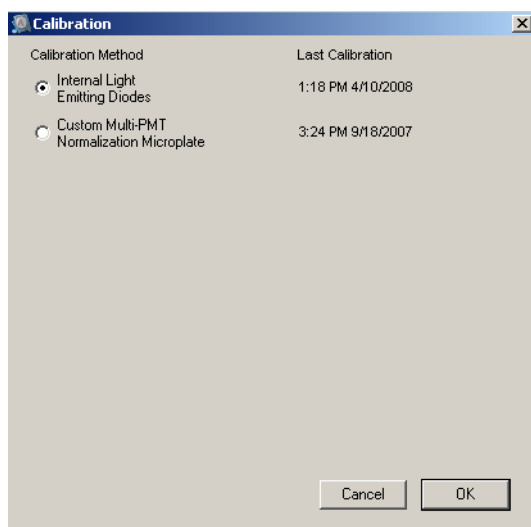 Calibration
Calibration Method Last Calibration
Internal Light
Emitting Diodes
1:18 PM 4/10/2008
Custom Multi-PMT
Normalization Microplate
3:24 PM 9/18/2007
Cancel OK